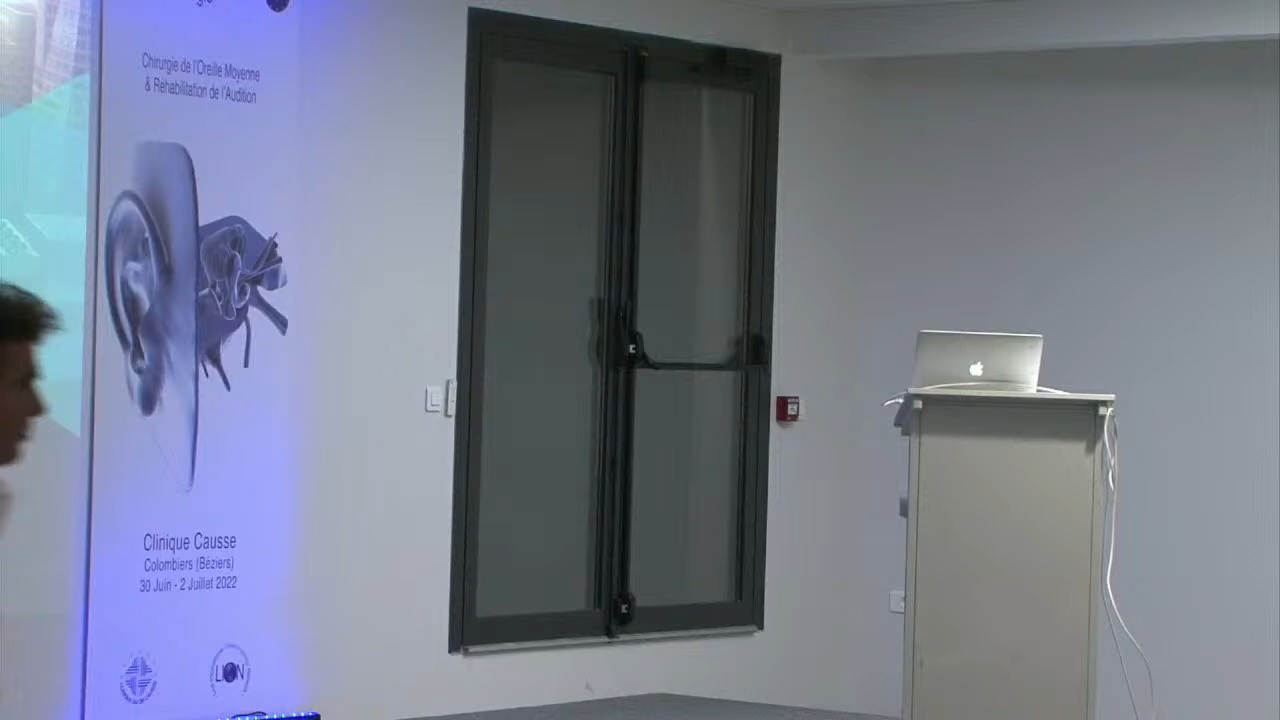 Chirurgie de l'Oreille Moyenne
& Réhabilitation de l'Audition
Clinique Causse
Colombiers (Béziers)
30 Juin - 2 Juillet 2022
LION